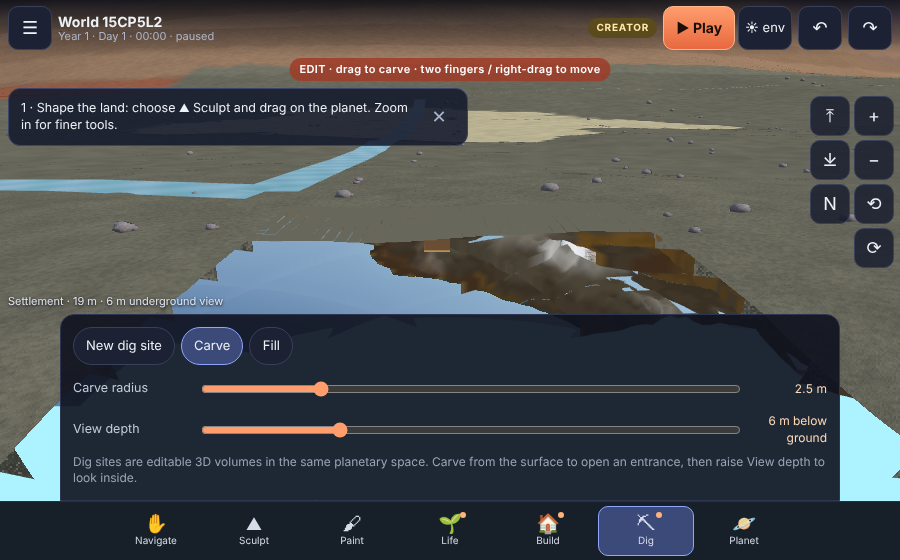 ☰
World 15CP5L2
Year 1 · Day 1 · 00:00 · paused
CREATOR
▶ Play
☀ env
↶
↷
EDIT · drag to carve · two fingers / right-drag to move
1 · Shape the land: choose ▲ Sculpt and drag on the planet. Zoom
in for finer tools.
✕
⤒
+
−
N
⟲
⟳
Settlement · 19 m · 6 m underground view
New dig site
Carve
Fill
Carve radius
2.5 m
View depth
6 m below
ground
Dig sites are editable 3D volumes in the same planetary space. Carve from the surface to open an entrance, then raise View depth to
look inside.
Navigate
Sculpt
Paint
Life
Build
Dig
Planet